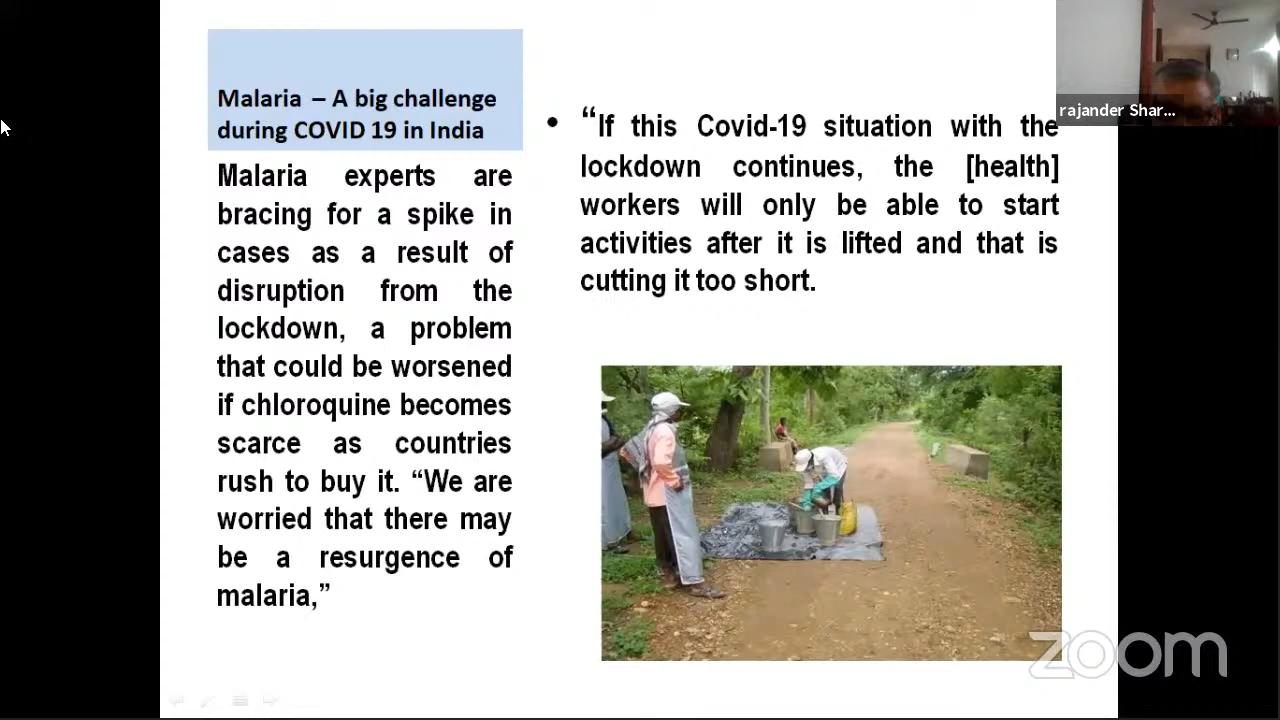 Malaria – A big challenge
during COVID 19 in India
Malaria experts are
bracing for a spike in
cases as a result of
disruption from the
lockdown, a problem
that could be worsened
if chloroquine becomes
scarce as countries
rush to buy it. “We are
worried that there may
be a resurgence of
malaria,”
• “If this Covid-19 situation with the
lockdown continues, the [health]
workers will only be able to start
activities after it is lifted and that is
cutting it too short.
rajander Shar...
zoom